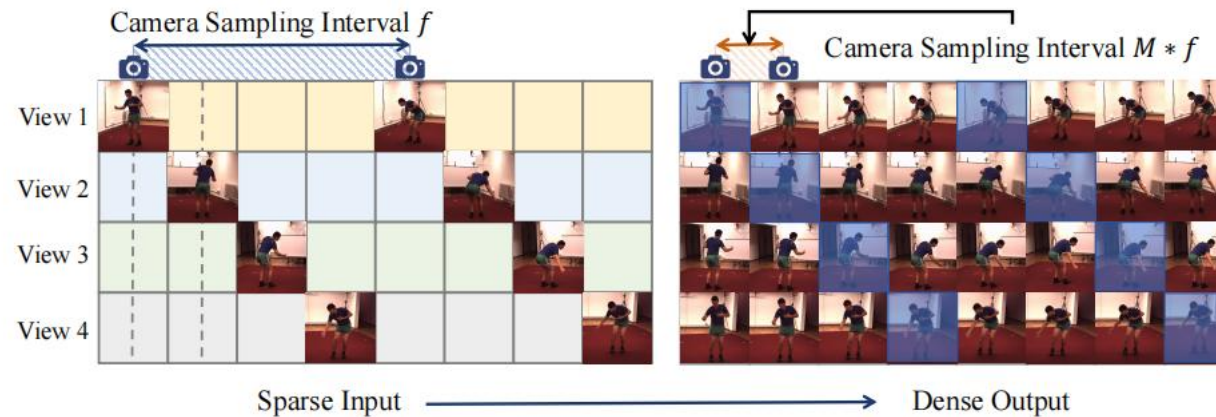 Camera Sampling Interval f
Camera Sampling Interval M * f
View 1
View 2
View 3
View 4
Sparse Input
Dense Output